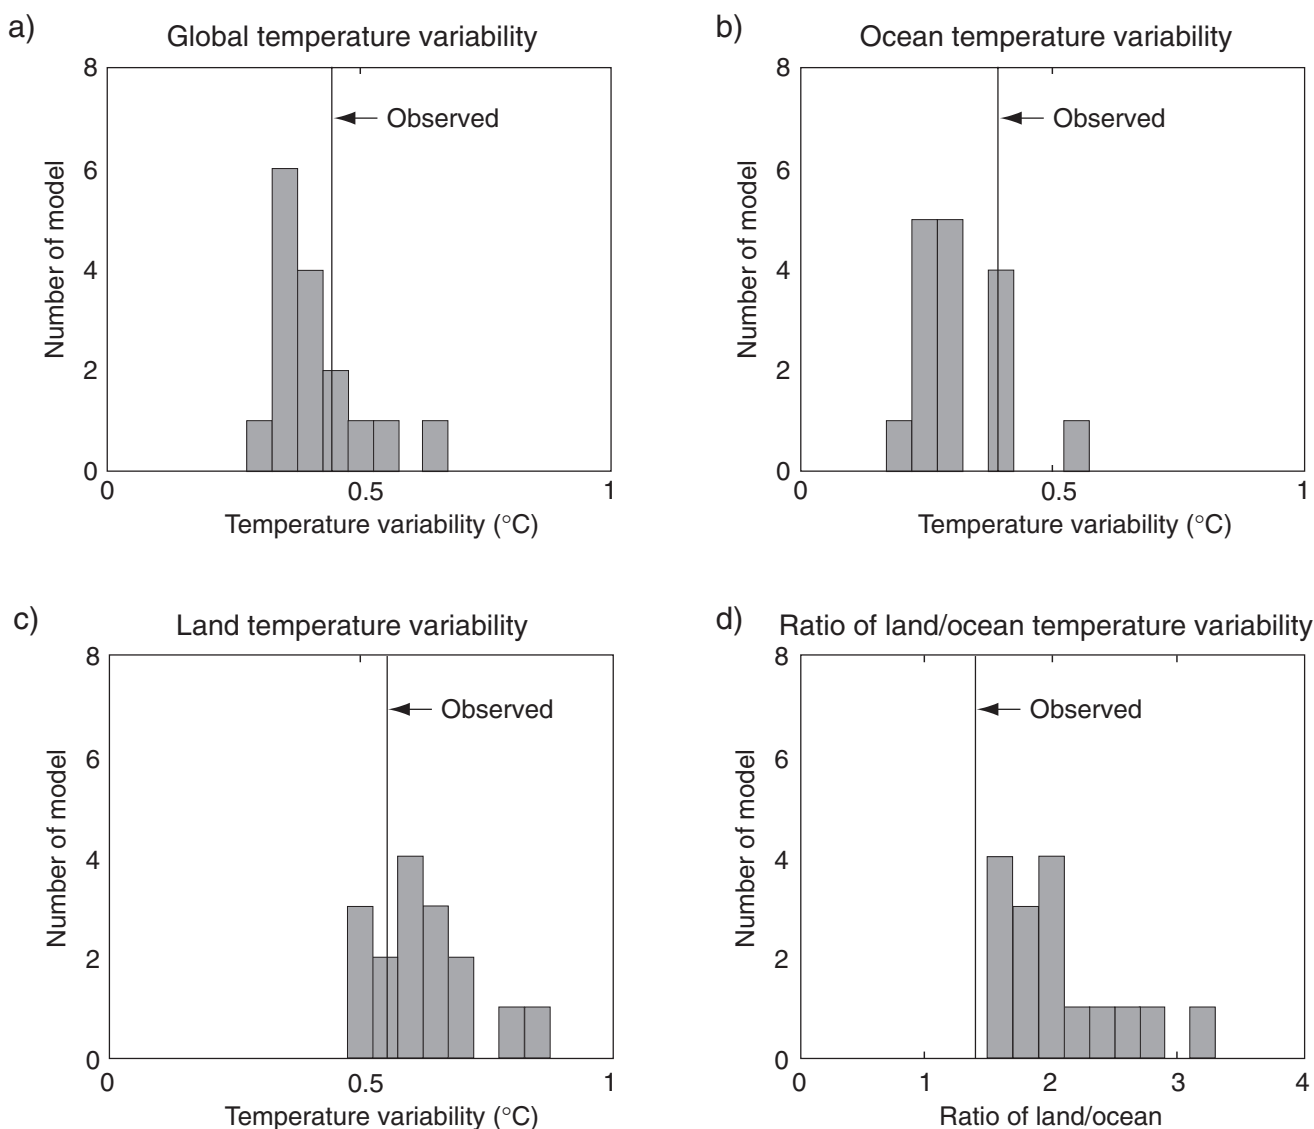 a)
Global temperature variability
8
6
4
2
0
Number of model
Observed
0
0.5
1
Temperature variability (°C)
b)
Ocean temperature variability
8
6
4
2
0
Number of model
Observed
0
0.5
1
Temperature variability (°C)
c)
Land temperature variability
8
6
4
2
0
Number of model
Observed
0
0.5
1
Temperature variability (°C)
d)
Ratio of land/ocean temperature variability
8
6
4
2
0
Number of model
Observed
0
1
2
3
4
Ratio of land/ocean